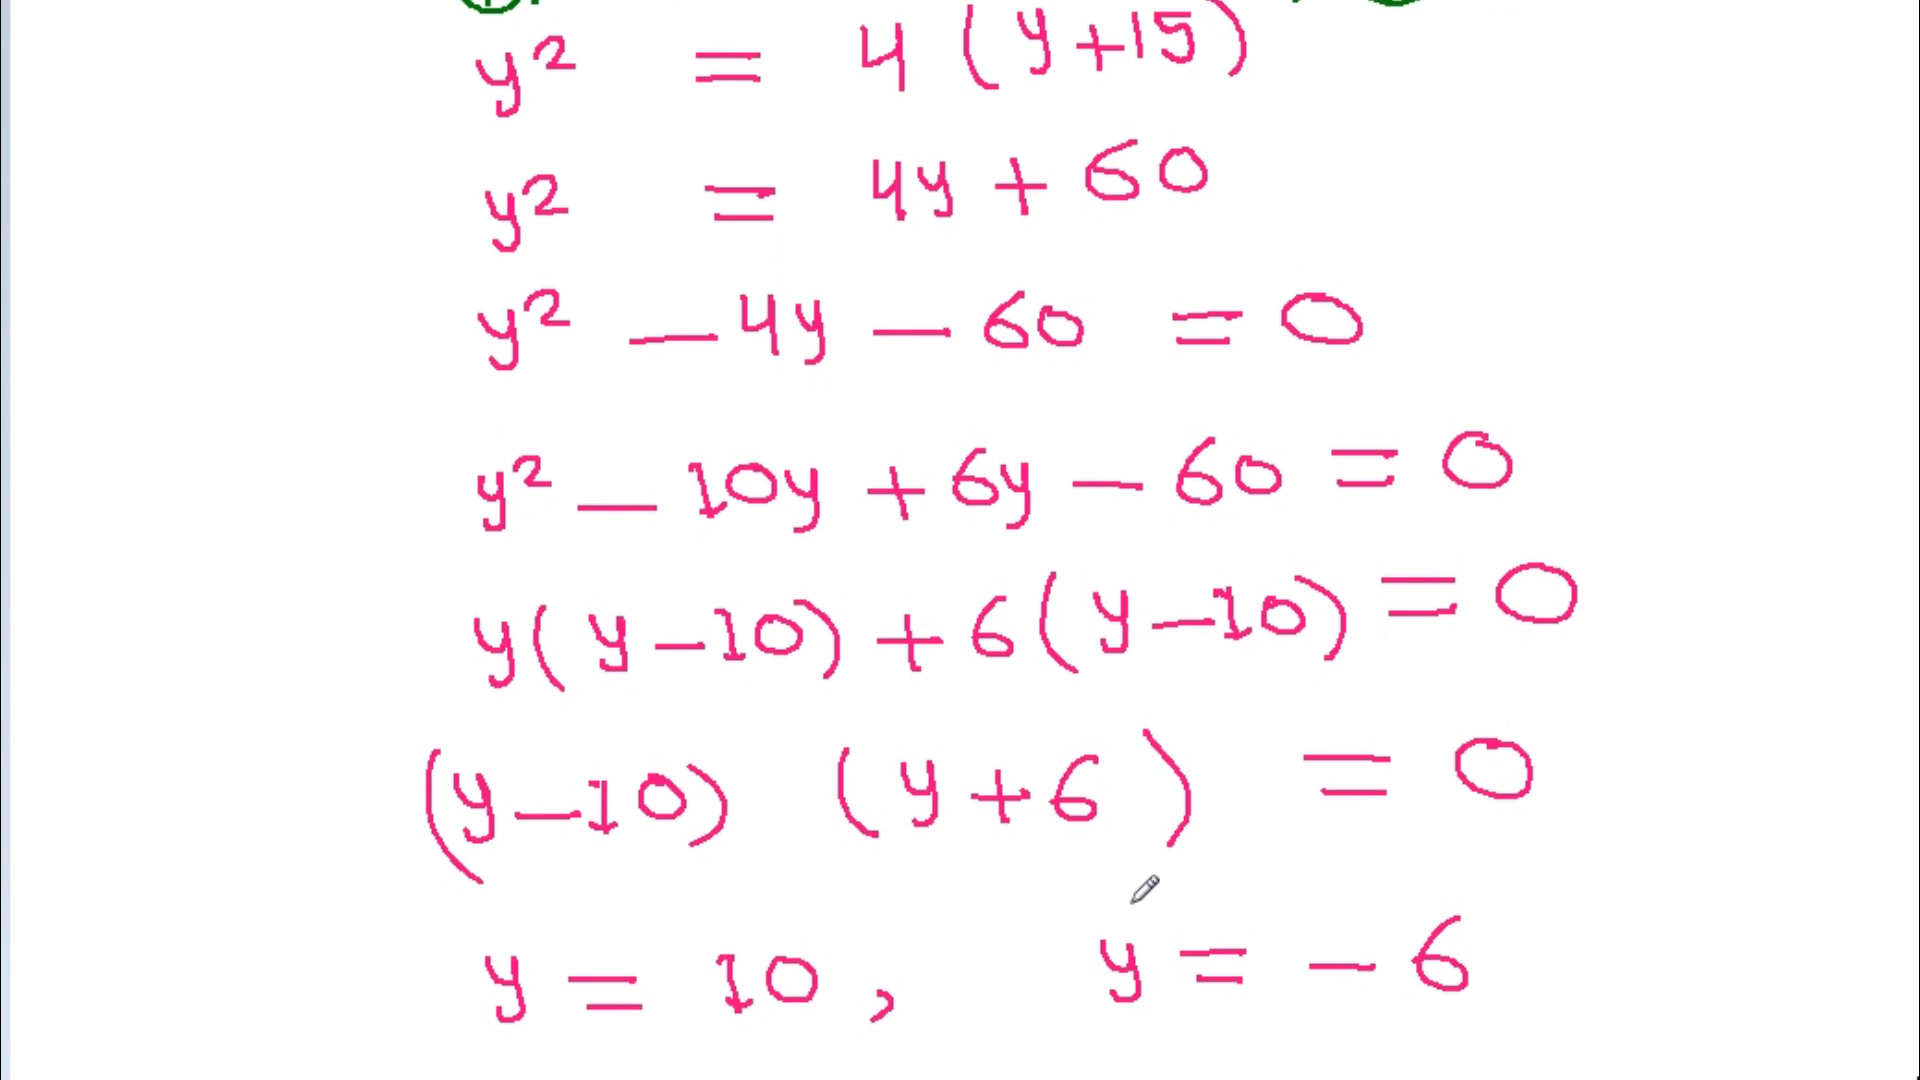 y² = 4 (y+15)
y² = 4y + 60
y² - 4y - 60 = 0
y² - 10y + 6y - 60 = 0
y(y-10) + 6(y-10) = 0
(y-10) (y+6) = 0
y = 10, y = -6